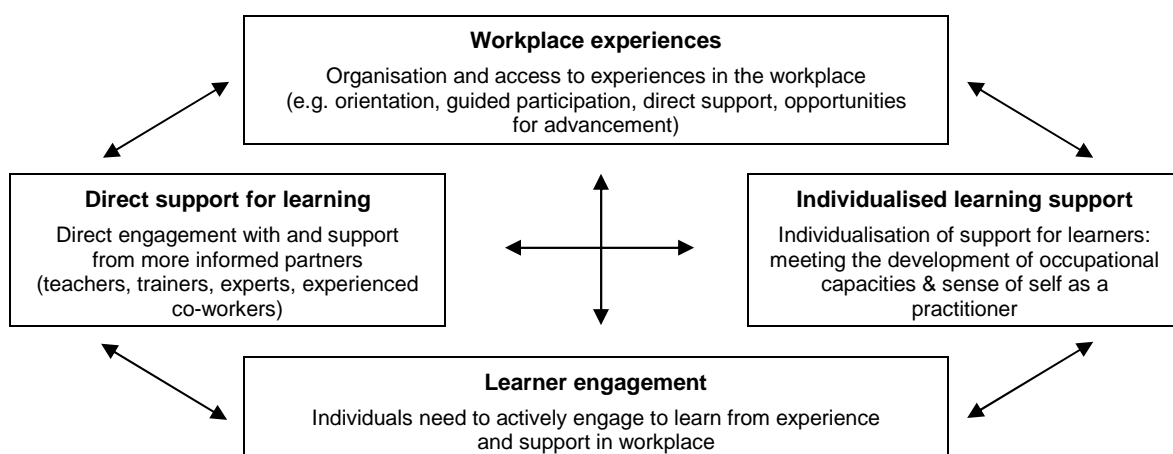 Workplace experiences
Organisation and access to experiences in the workplace
(e.g. orientation, guided participation, direct support, opportunities
for advancement)
Direct support for learning
Direct engagement with and support
from more informed partners
(teachers, trainers, experts, experienced
co-workers)
Individualised learning support
Individualisation of support for learners:
meeting the development of occupational
capacities & sense of self as a
practitioner
Learner engagement
Individuals need to actively engage to learn from experience
and support in workplace